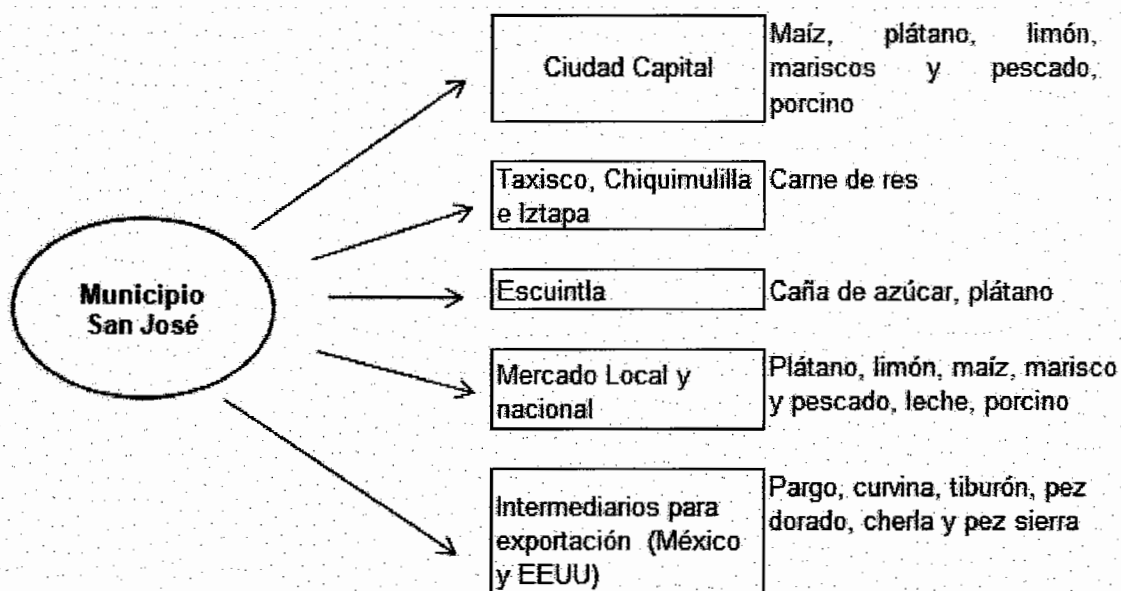 Ciudad Capital
Maíz, plátano, limón,
mariscos y pescado,
porcino
Taxisco, Chiquimulilla
e Iztapa
Carne de res
Municipio
San José
Escuintla
Caña de azúcar, plátano
Mercado Local y
nacional
Plátano, limón, maíz, marisco
y pescado, leche, porcino
Intermediarios para
exportación (México
y EEUU)
Pargo, curvina, tiburón, pez
dorado, cherla y pez sierra